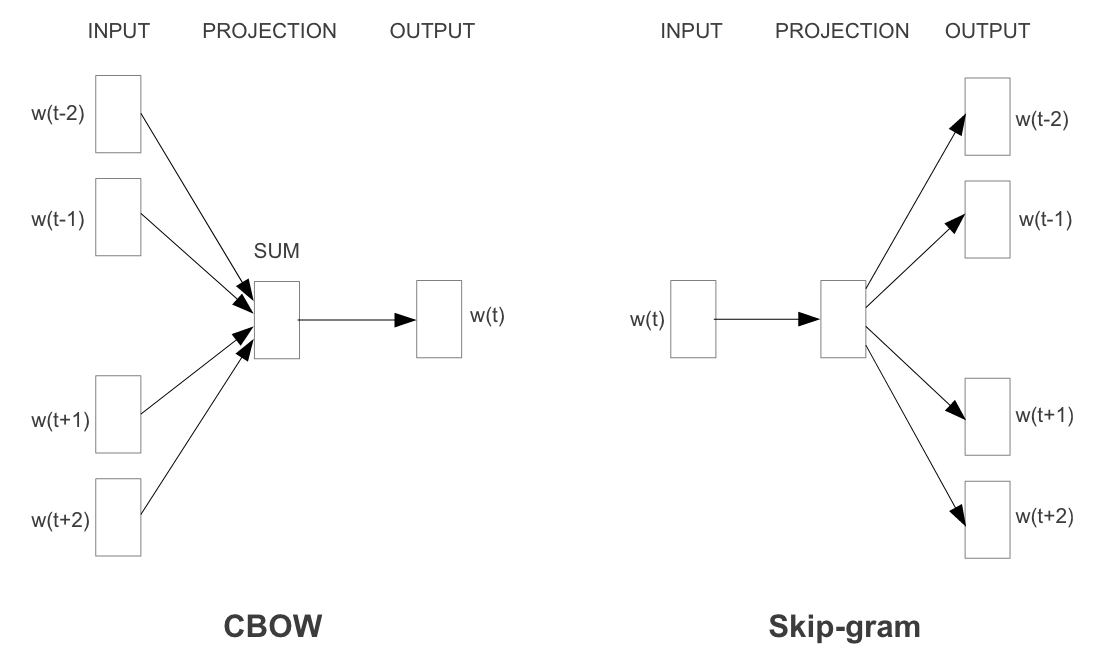 INPUT PROJECTION OUTPUT
w(t-2)
w(t-1)
SUM
w(t)
w(t+1)
w(t+2)
CBOW
INPUT PROJECTION OUTPUT
w(t-2)
w(t-1)
w(t)
w(t+1)
w(t+2)
Skip-gram